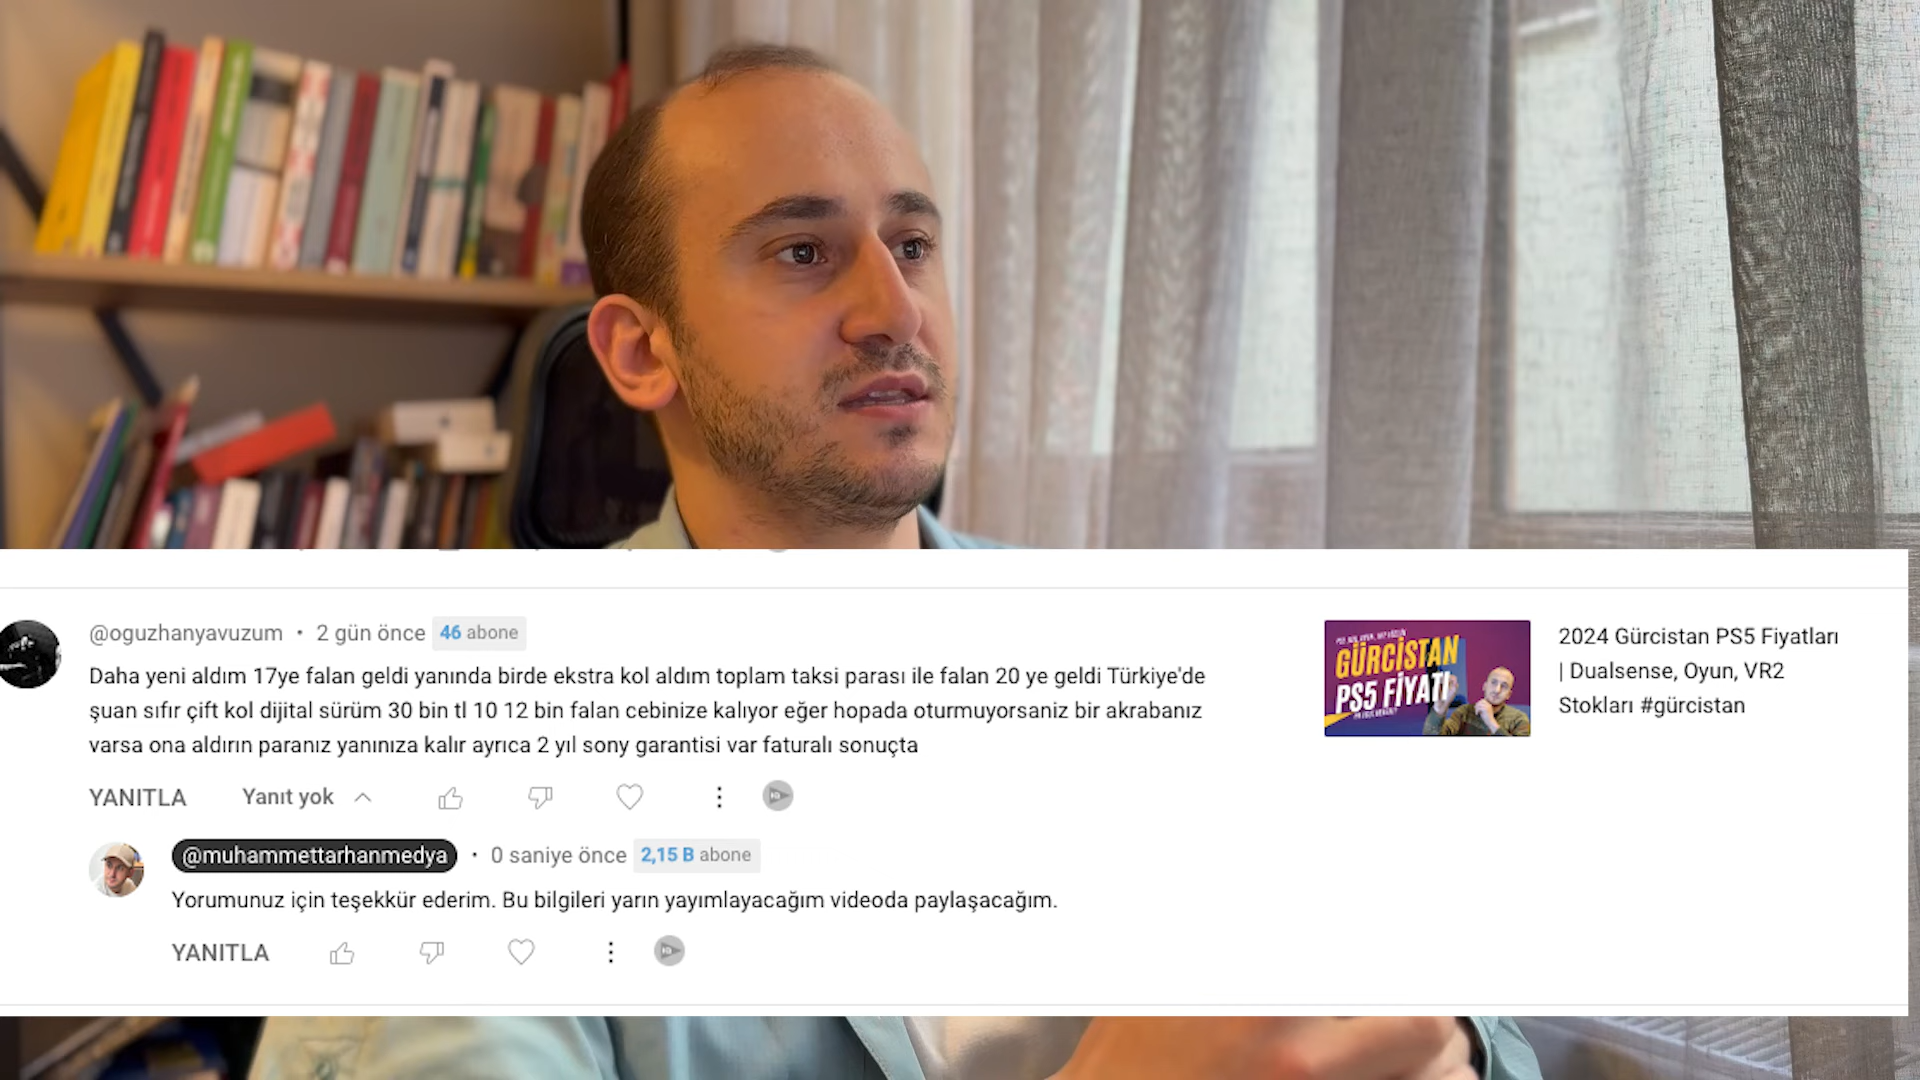 @oguzhanyavuzum • 2 gün önce 46 abone
Daha yeni aldım 17ye falan geldi yanında birde ekstra kol aldım toplam taksi parası ile falan 20 ye geldi Türkiye'de
şuan sıfır çift kol dijital sürüm 30 bin tl 10 12 bin falan cebinize kalıyor eğer hopada oturmuyorsaniz bir akrabanız
varsa ona aldırın paranız yanınıza kalır ayrıca 2 yıl sony garantisi var faturalı sonuçta
YANITLA Yanıt yok
@muhammettarhanmedya • 0 saniye önce 2,15 B abone
Yorumunuz için teşekkür ederim. Bu bilgileri yarın yayımlayacağım videoda paylaşacağım.
YANITLA
GÜRCİSTAN
PS5 FİYATI
2024 Gürcistan PS5 Fiyatları
| Dualsense, Oyun, VR2
Stokları #gürcistan